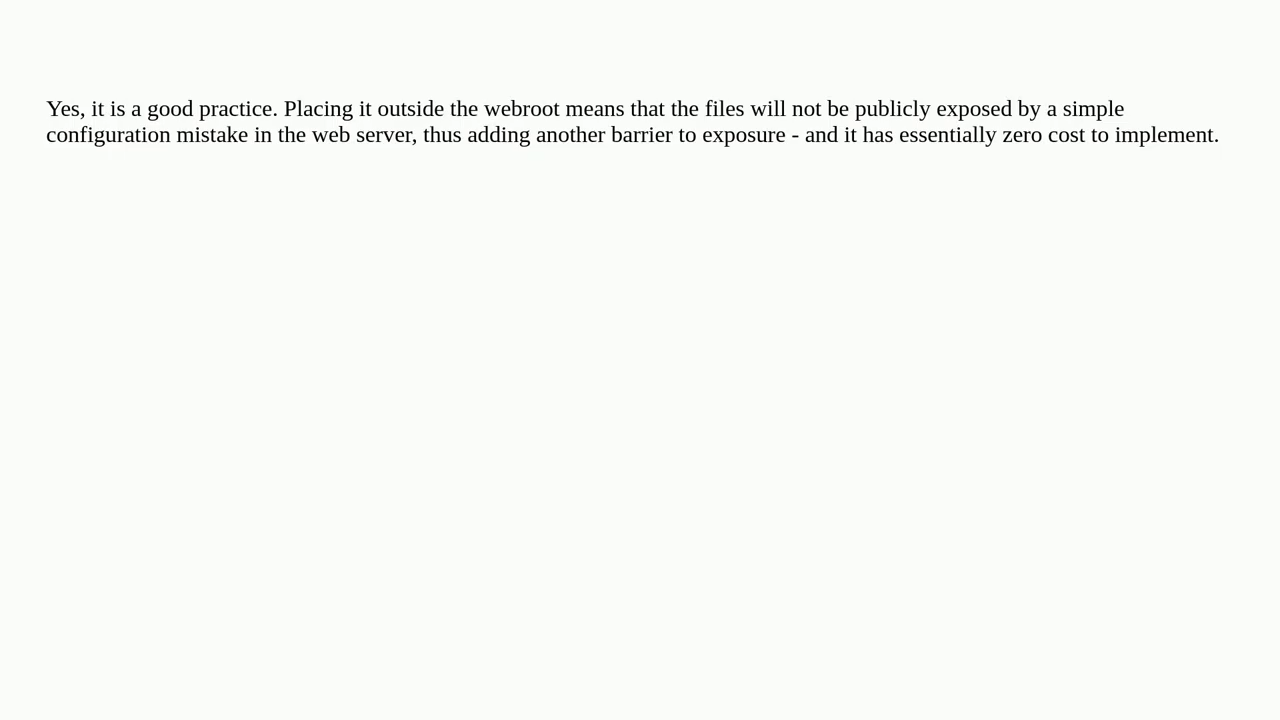 Yes, it is a good practice. Placing it outside the webroot means that the files will not be publicly exposed by a simple
configuration mistake in the web server, thus adding another barrier to exposure - and it has essentially zero cost to implement.